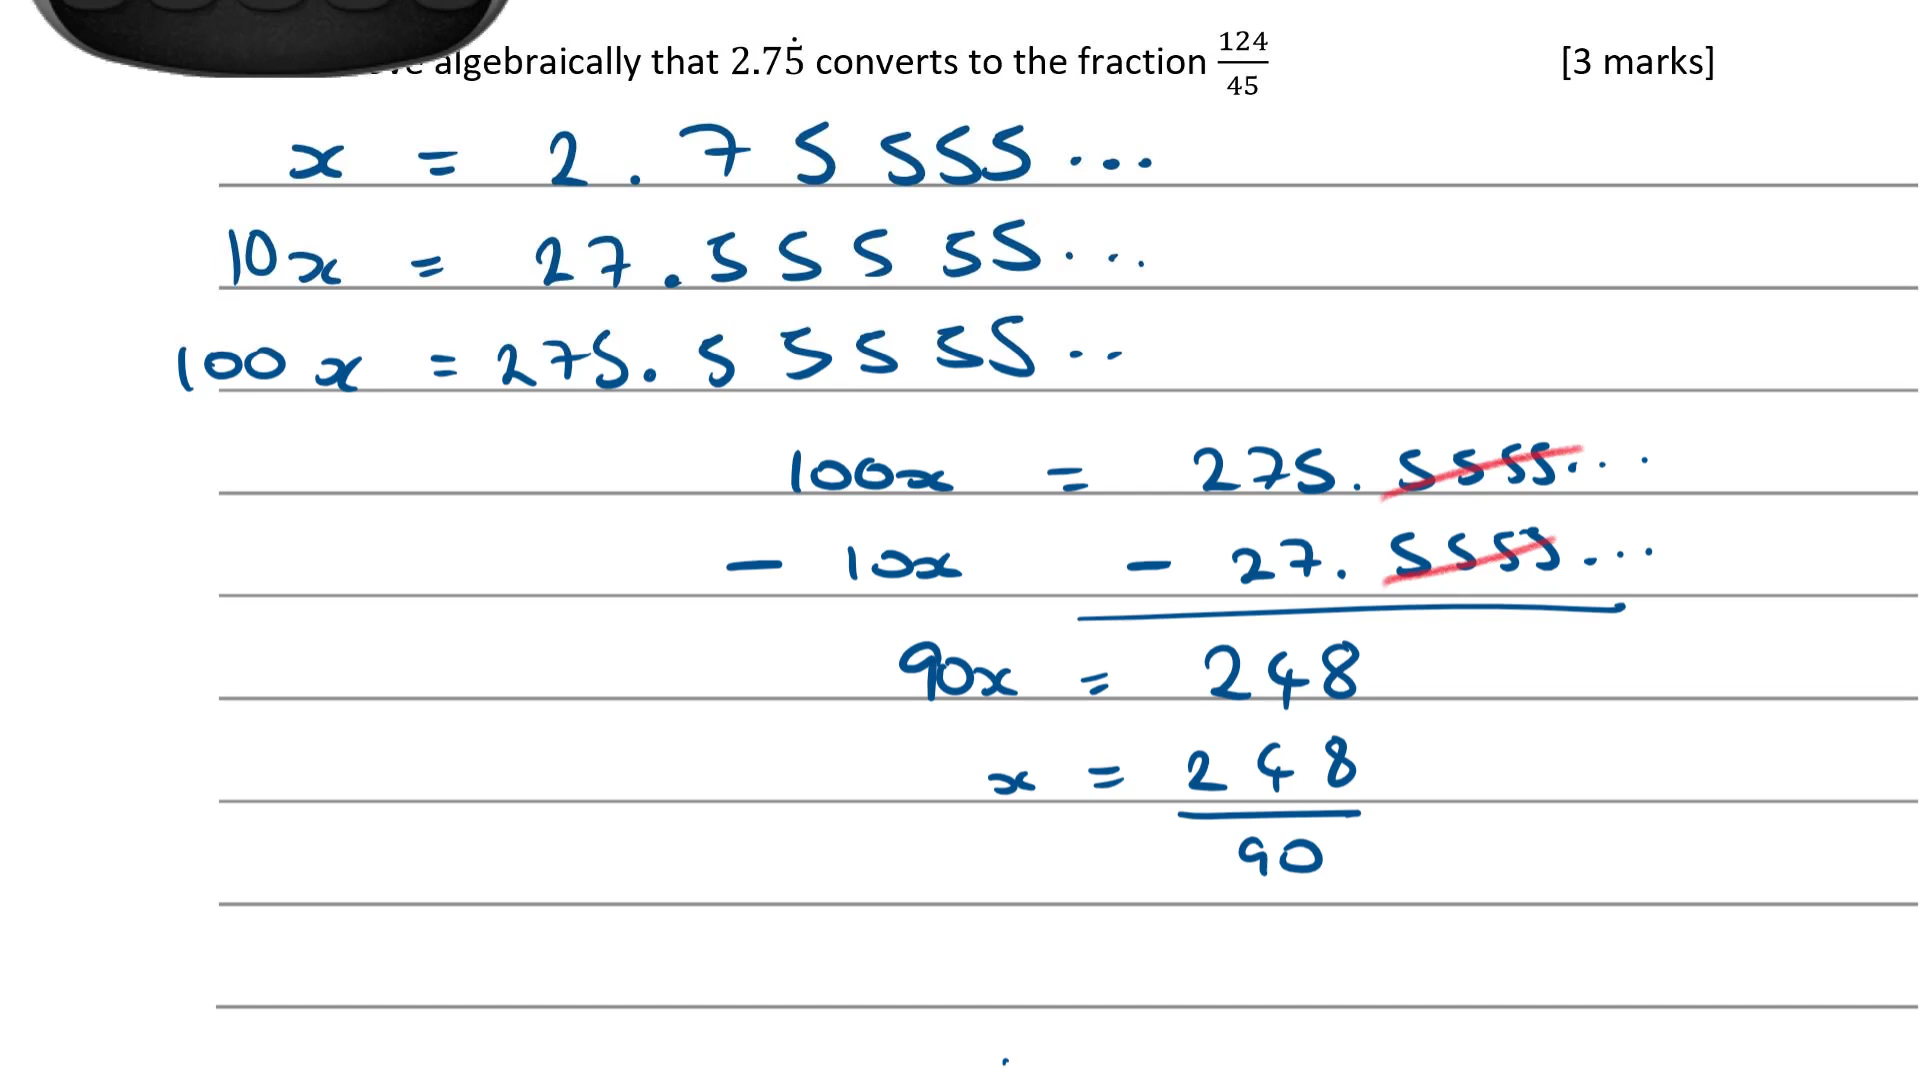 algebraically that 2.75̇ converts to the fraction 124/45 [3 marks]
x = 2.75555...
10x = 27.55555...
100x = 275.55555..
100x = 275.5555...
- 10x - 27.5555...
90x = 248
x = 248
90